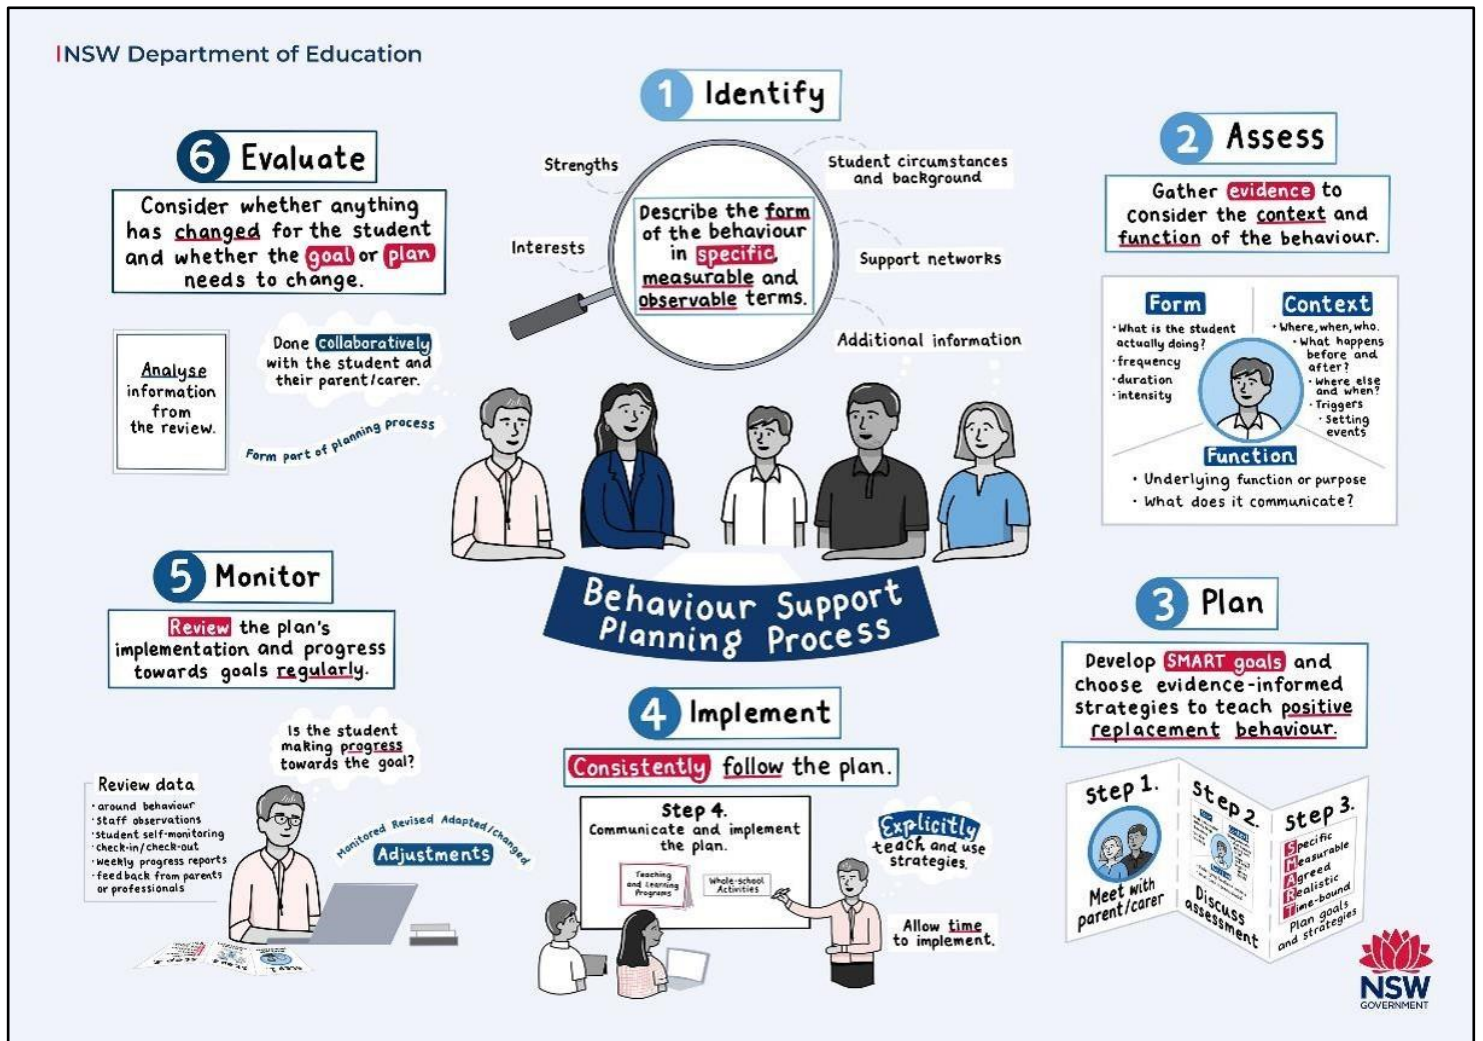 NSW Department of Education
1 Identify
Strengths
Interests
Describe the form
of the behaviour
in specific,
measurable and
observable terms.
Student circumstances
and background
Support networks
Additional information
2 Assess
Gather evidence to
consider the context and
function of the behaviour.
Form
· What is the student
actually doing?
· frequency
· duration
· intensity
Context
· Where, when, who.
· What happens
before and
after?
· Where else
and when?
· Triggers
· Setting
events
Function
· Underlying function or purpose
· What does it communicate?
Behaviour Support
Planning Process
3 Plan
Develop SMART goals and
choose evidence-informed
strategies to teach positive
replacement behaviour.
Step 1.
Meet with
parent/carer
Step 2.
Discuss
assessment
Step 3.
Specific
Measurable
Agreed
Realistic
Time-bound
Plan goals
and strategies
4 Implement
Consistently follow the plan.
Step 4.
Communicate and implement
the plan.
Teaching
and Learning
Programs
Whole-school
Activities
Explicitly
teach and use
strategies.
Allow time
to implement.
5 Monitor
Review the plan's
implementation and progress
towards goals regularly.
Is the student
making progress
towards the goal?
Review data
· around behaviour
· Staff observations
· Student self-monitoring
· check-in/check-out
· weekly progress reports
· feedback from parents
or professionals
Monitored Revised Adapted/changed
Adjustments
6 Evaluate
Consider whether anything
has changed for the student
and whether the goal or plan
needs to change.
Analyse
information
from
the review.
Done collaboratively
with the student and
their parent/carer.
Form part of planning process
NSW
GOVERNMENT